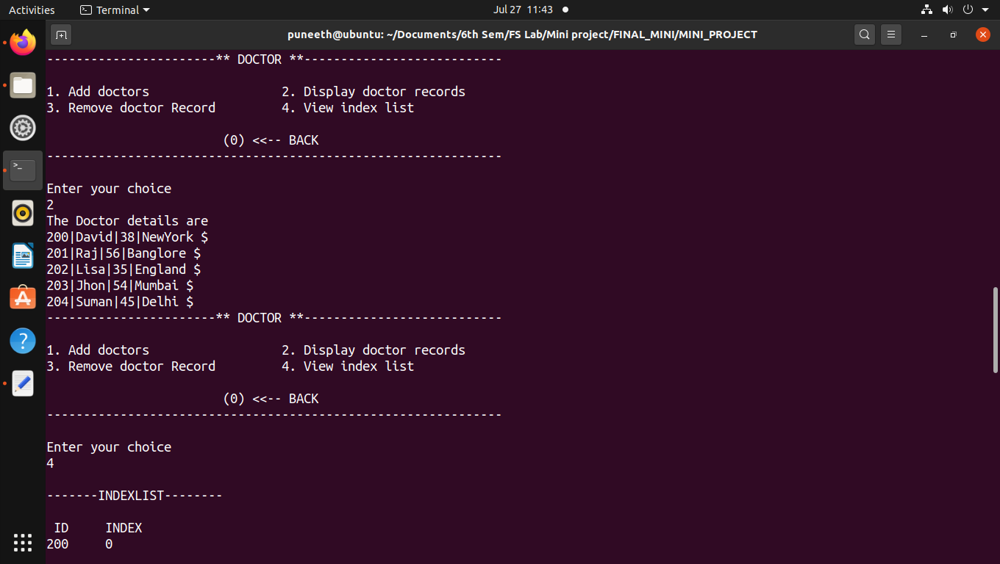 Activities Terminal Jul 27 11:43
puneeth@ubuntu: ~/Documents/6th Sem/FS Lab/Mini project/FINAL_MINI/MINI_PROJECT
-----------------------** DOCTOR **---------------------------
1. Add doctors 2. Display doctor records
3. Remove doctor Record 4. View index list
(0) <<-- BACK
--------------------------------------------------------------
Enter your choice
2
The Doctor details are
200|David|38|NewYork $
201|Raj|56|Banglore $
202|Lisa|35|England $
203|Jhon|54|Mumbai $
204|Suman|45|Delhi $
-----------------------** DOCTOR **---------------------------
1. Add doctors 2. Display doctor records
3. Remove doctor Record 4. View index list
(0) <<-- BACK
--------------------------------------------------------------
Enter your choice
4
-------INDEXLIST--------
ID INDEX
200 0